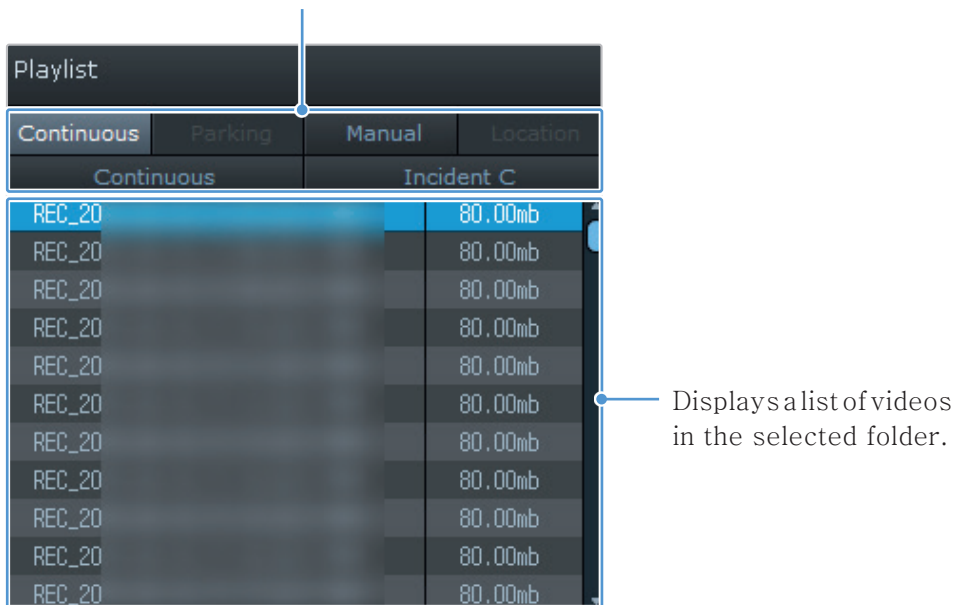 Playlist
Continuous Parking Manual Location
Continuous Incident C
REC_20 80.00mb
REC_20 80.00mb
REC_20 80.00mb
REC_20 80.00mb
REC_20 80.00mb
REC_20 80.00mb
Displays a list of videos
in the selected folder.
REC_20 80.00mb
REC_20 80.00mb
REC_20 80.00mb
REC_20 80.00mb
REC_20 80.00mb